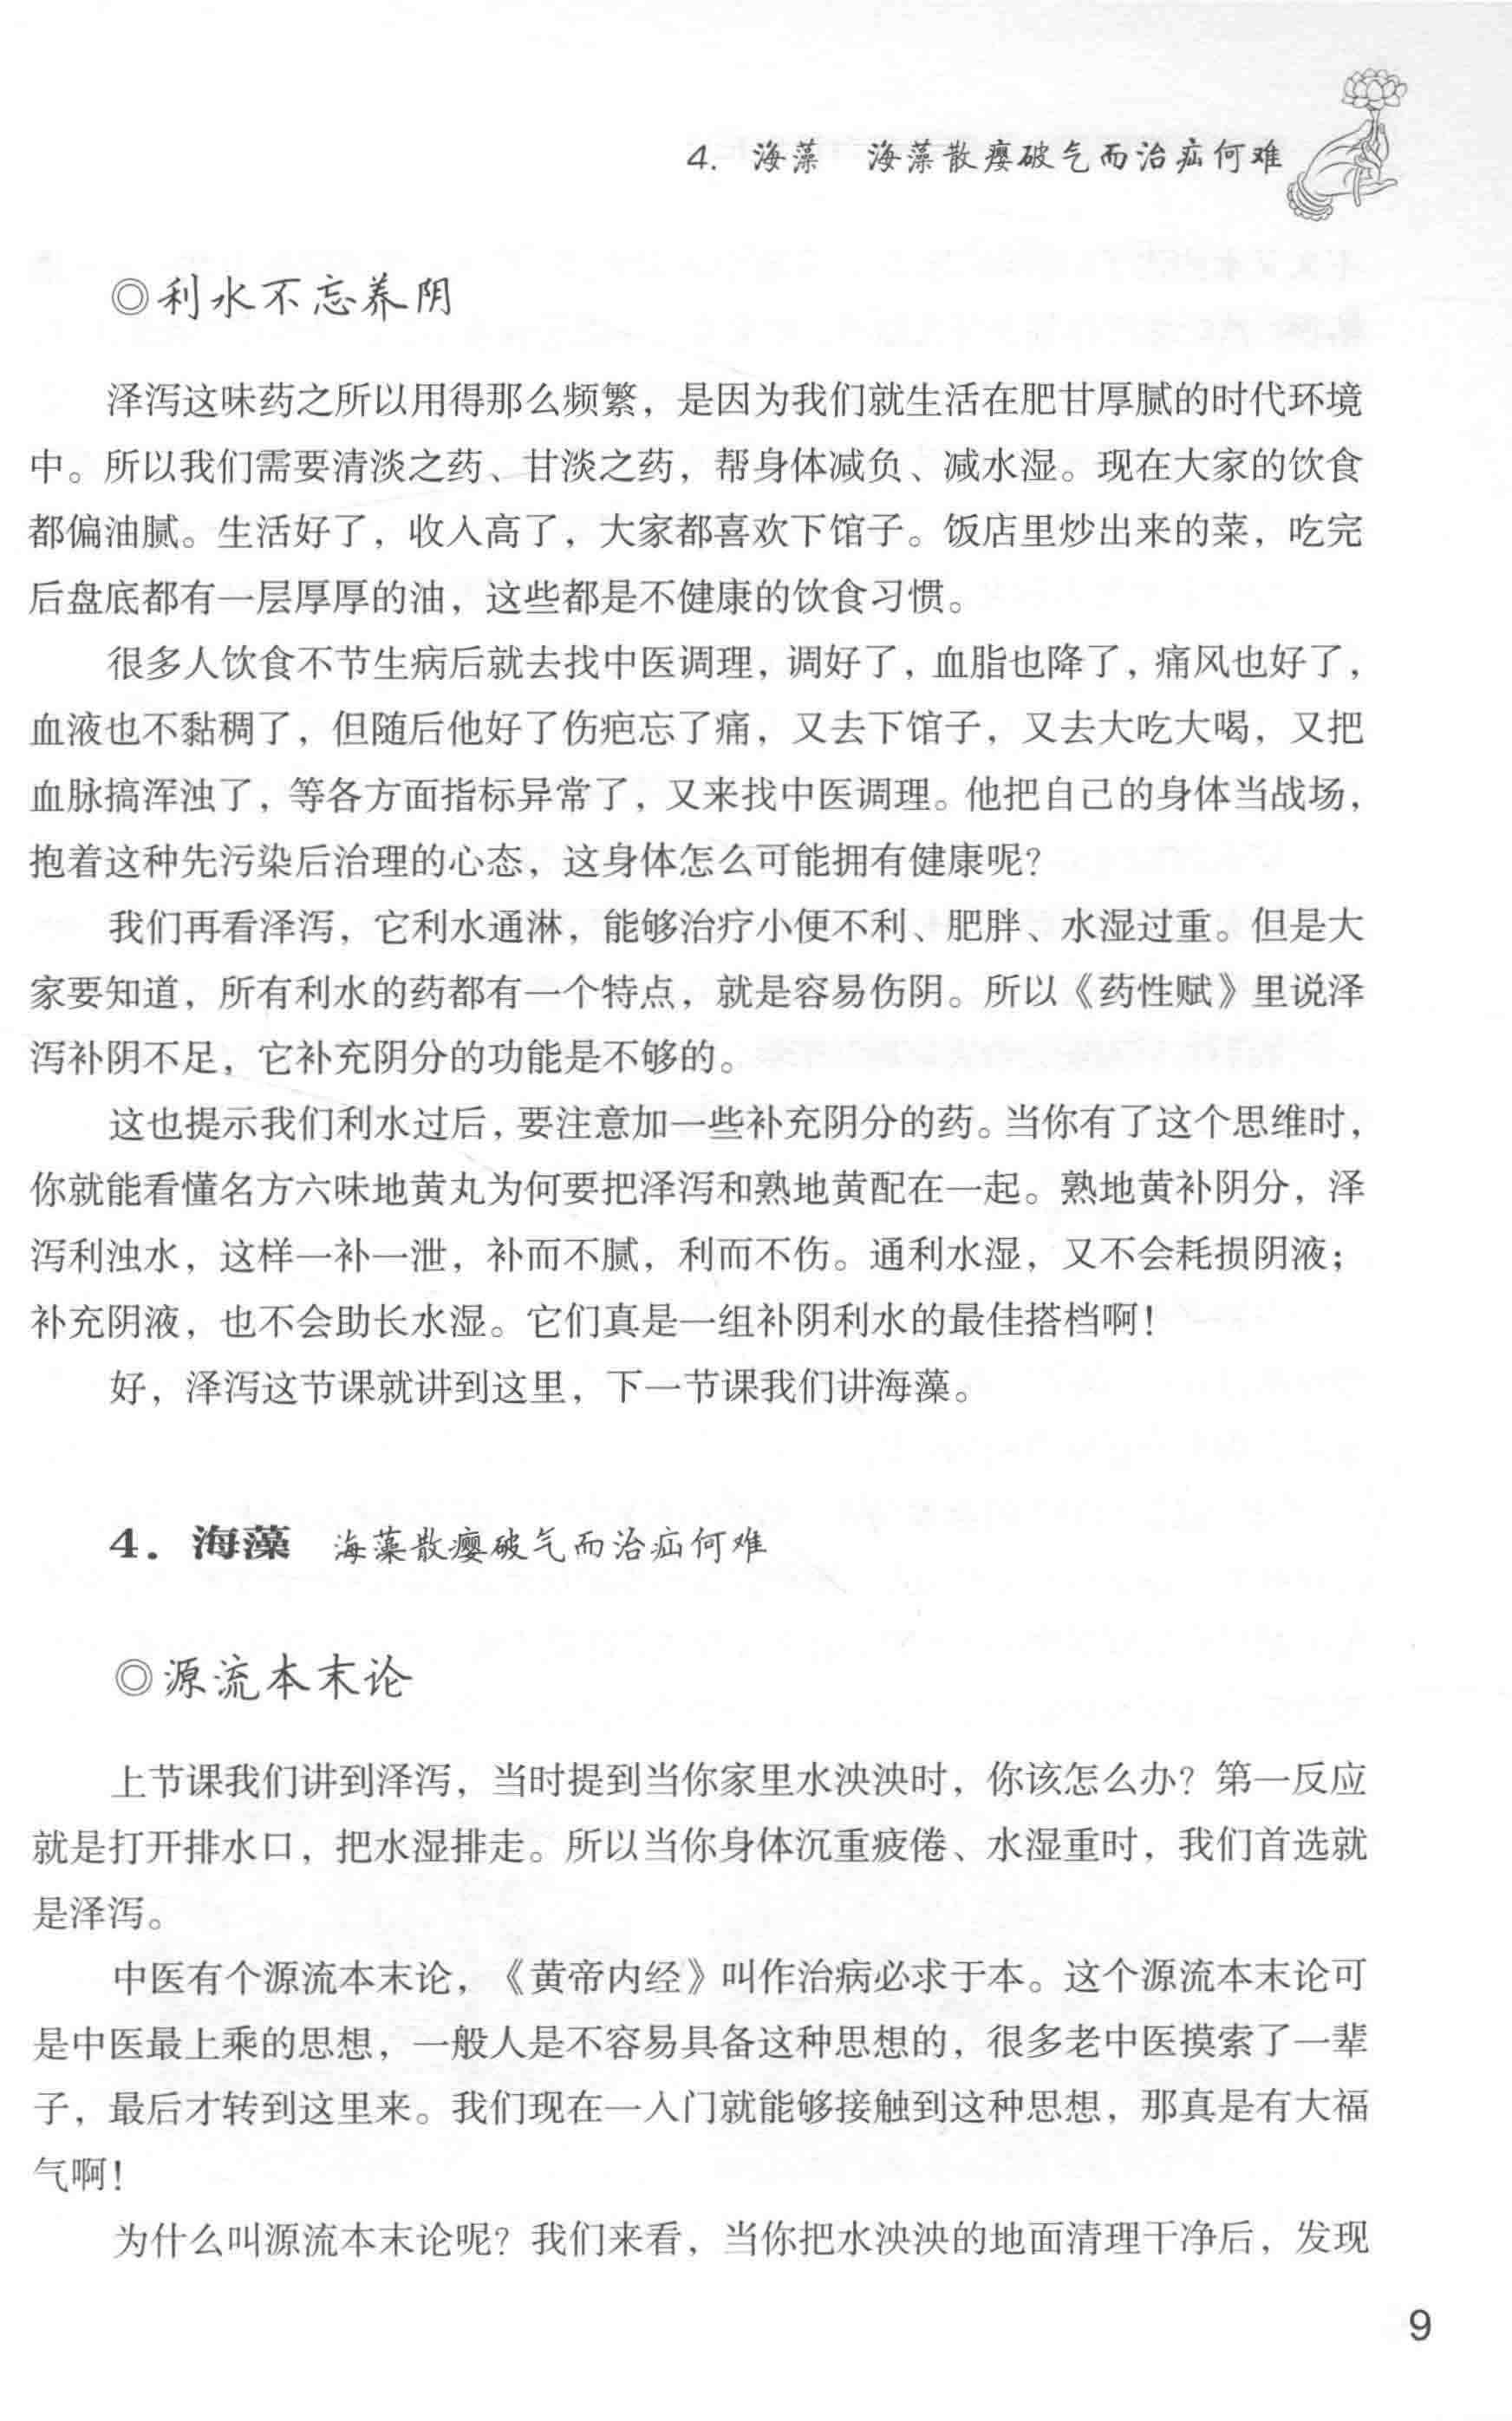 4. 海藻 海藻散瘿破气而治疝何难
◎利水不忘养阴
泽泻这味药之所以用得那么频繁，是因为我们就生活在肥甘厚腻的时代环境
中。所以我们需要清淡之药、甘淡之药，帮身体减负、减水湿。现在大家的饮食
都偏油腻。生活好了，收入高了，大家都喜欢下馆子。饭店里炒出来的菜，吃完
后盘底都有一层厚厚的油，这些都是不健康的饮食习惯。
很多人饮食不节生病后就去找中医调理，调好了，血脂也降了，痛风也好了，
血液也不黏稠了，但随后他好了伤疤忘了痛，又去下馆子，又去大吃大喝，又把
血脉搞浑浊了，等各方面指标异常了，又来找中医调理。他把自己的身体当战场，
抱着这种先污染后治理的心态，这身体怎么可能拥有健康呢？
我们再看泽泻，它利水通淋，能够治疗小便不利、肥胖、水湿过重。但是大
家要知道，所有利水的药都有一个特点，就是容易伤阴。所以《药性赋》里说泽
泻补阴不足，它补充阴分的功能是不够的。
这也提示我们利水过后，要注意加一些补充阴分的药。当你有了这个思维时，
你就能看懂名方六味地黄丸为何要把泽泻和熟地黄配在一起。熟地黄补阴分，泽
泻利浊水，这样一补一泄，补而不腻，利而不伤。通利水湿，又不会耗损阴液；
补充阴液，也不会助长水湿。它们真是一组补阴利水的最佳搭档啊！
好，泽泻这节课就讲到这里，下一节课我们讲海藻。
4. 海藻 海藻散瘿破气而治疝何难
◎源流本末论
上节课我们讲到泽泻，当时提到当你家里水泱泱时，你该怎么办？第一反应
就是打开排水口，把水湿排走。所以当你身体沉重疲倦、水湿重时，我们首选就
是泽泻。
中医有个源流本末论，《黄帝内经》叫作治病必求于本。这个源流本末论可
是中医最上乘的思想，一般人是不容易具备这种思想的，很多老中医摸索了一辈
子，最后才转到这里来。我们现在一入门就能够接触到这种思想，那真是有大福
气啊！
为什么叫源流本末论呢？我们来看，当你把水泱泱的地面清理干净后，发现
9